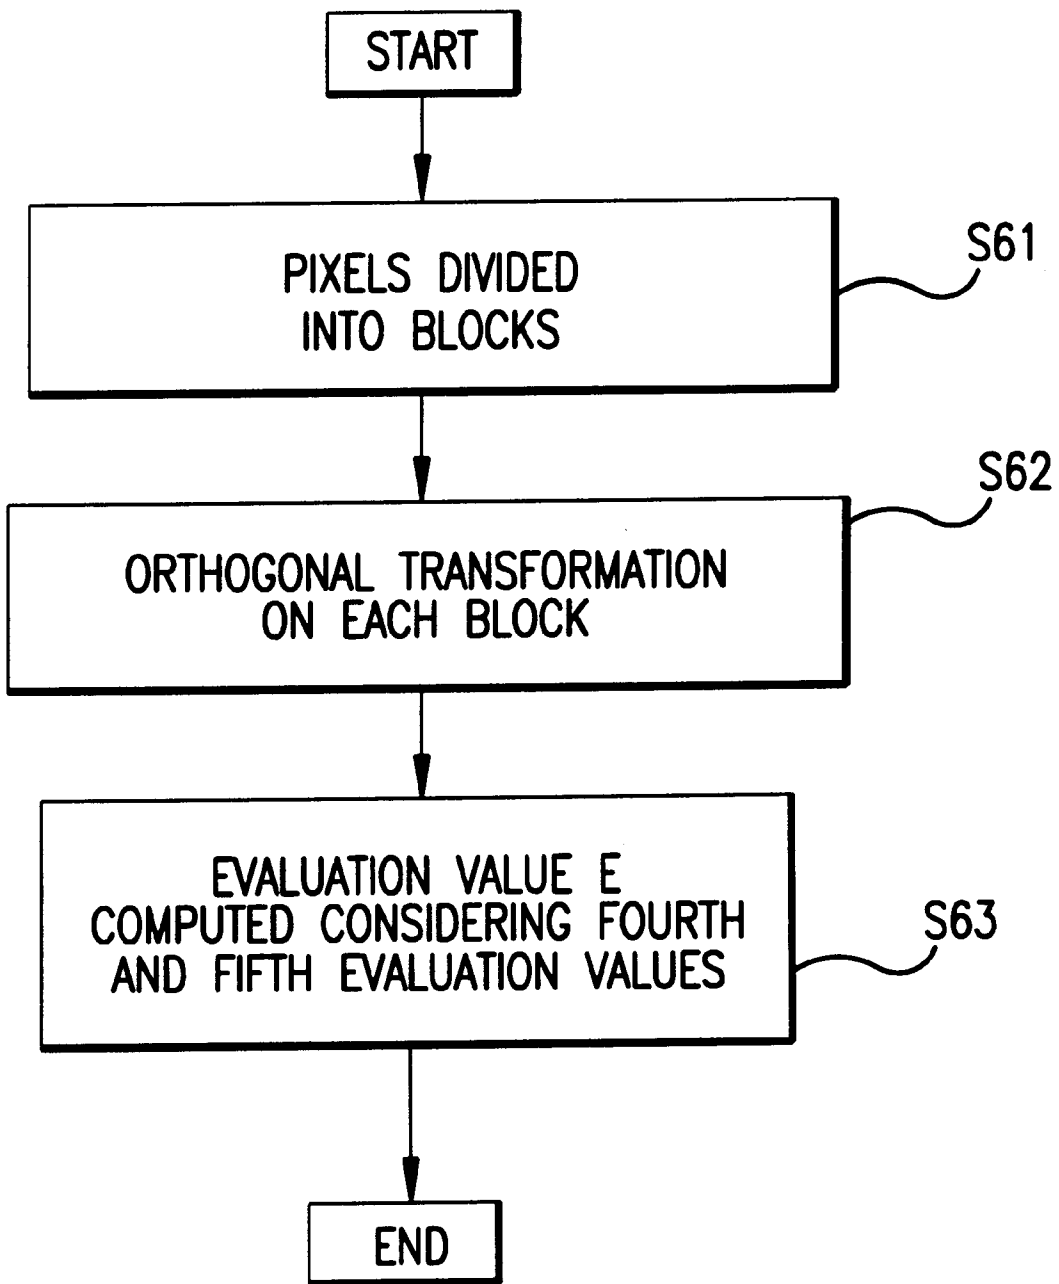 START
PIXELS DIVIDED
INTO BLOCKS
S61
ORTHOGONAL TRANSFORMATION
ON EACH BLOCK
S62
EVALUATION VALUE E
COMPUTED CONSIDERING FOURTH
AND FIFTH EVALUATION VALUES
S63
END